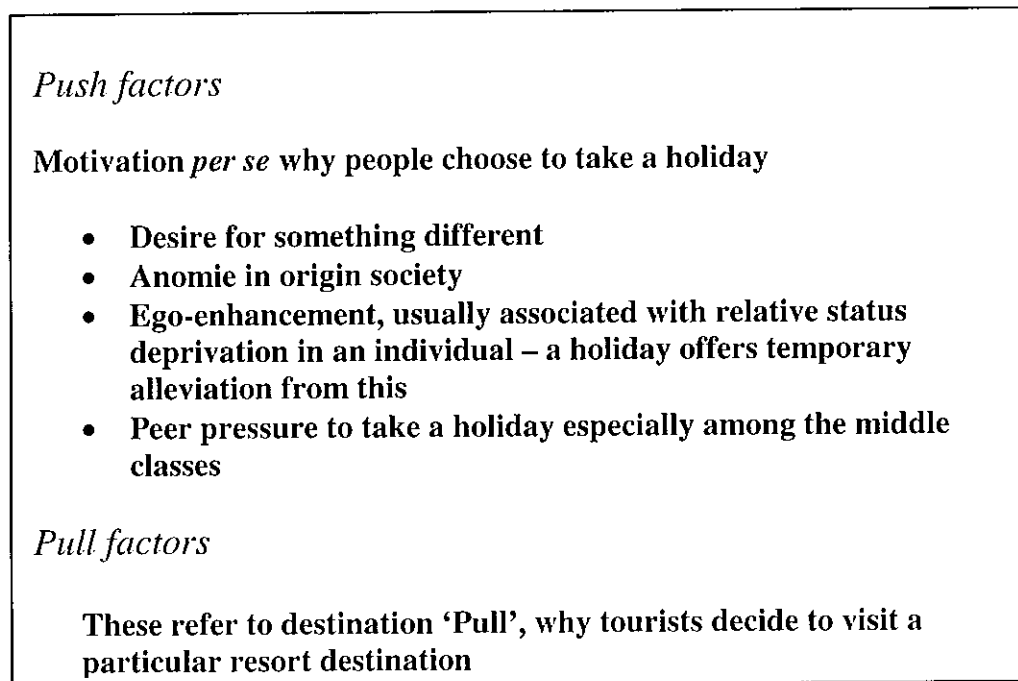 Push factors
Motivation per se why people choose to take a holiday
• Desire for something different
• Anomie in origin society
• Ego-enhancement, usually associated with relative status
deprivation in an individual – a holiday offers temporary
alleviation from this
• Peer pressure to take a holiday especially among the middle
classes
Pull factors
These refer to destination ‘Pull’, why tourists decide to visit a
particular resort destination